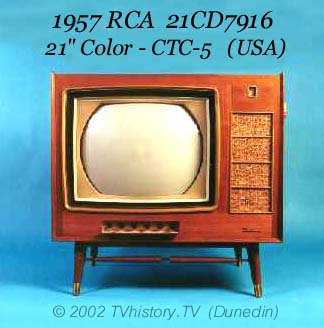 1957 RCA 21CD7916
21" Color - CTC-5 (USA)
© 2002 TVhistory.TV (Dunedin)